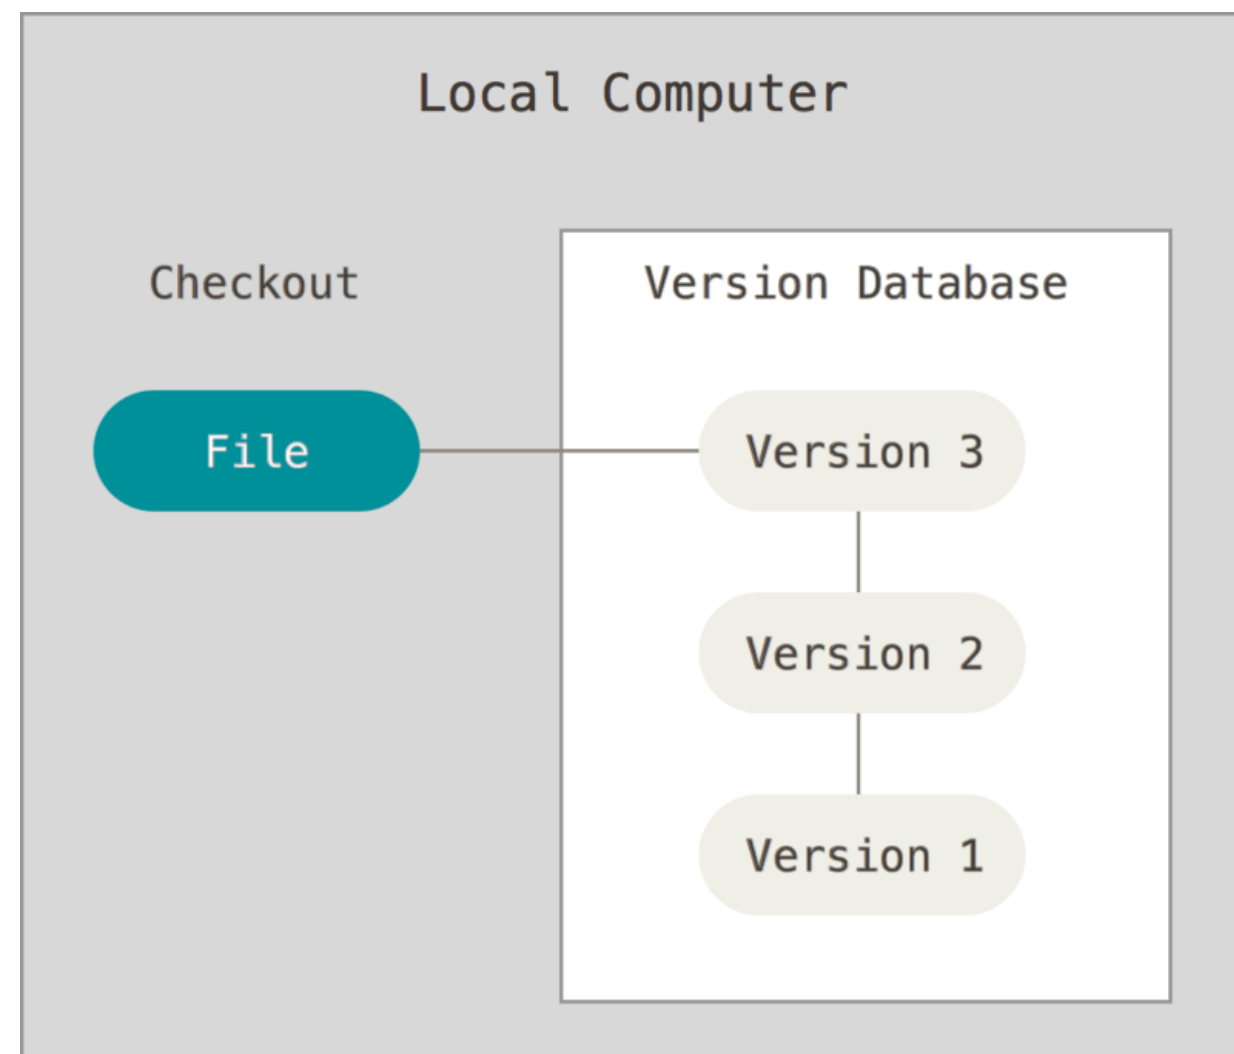 Local Computer
Checkout
Version Database
File
Version 3
Version 2
Version 1